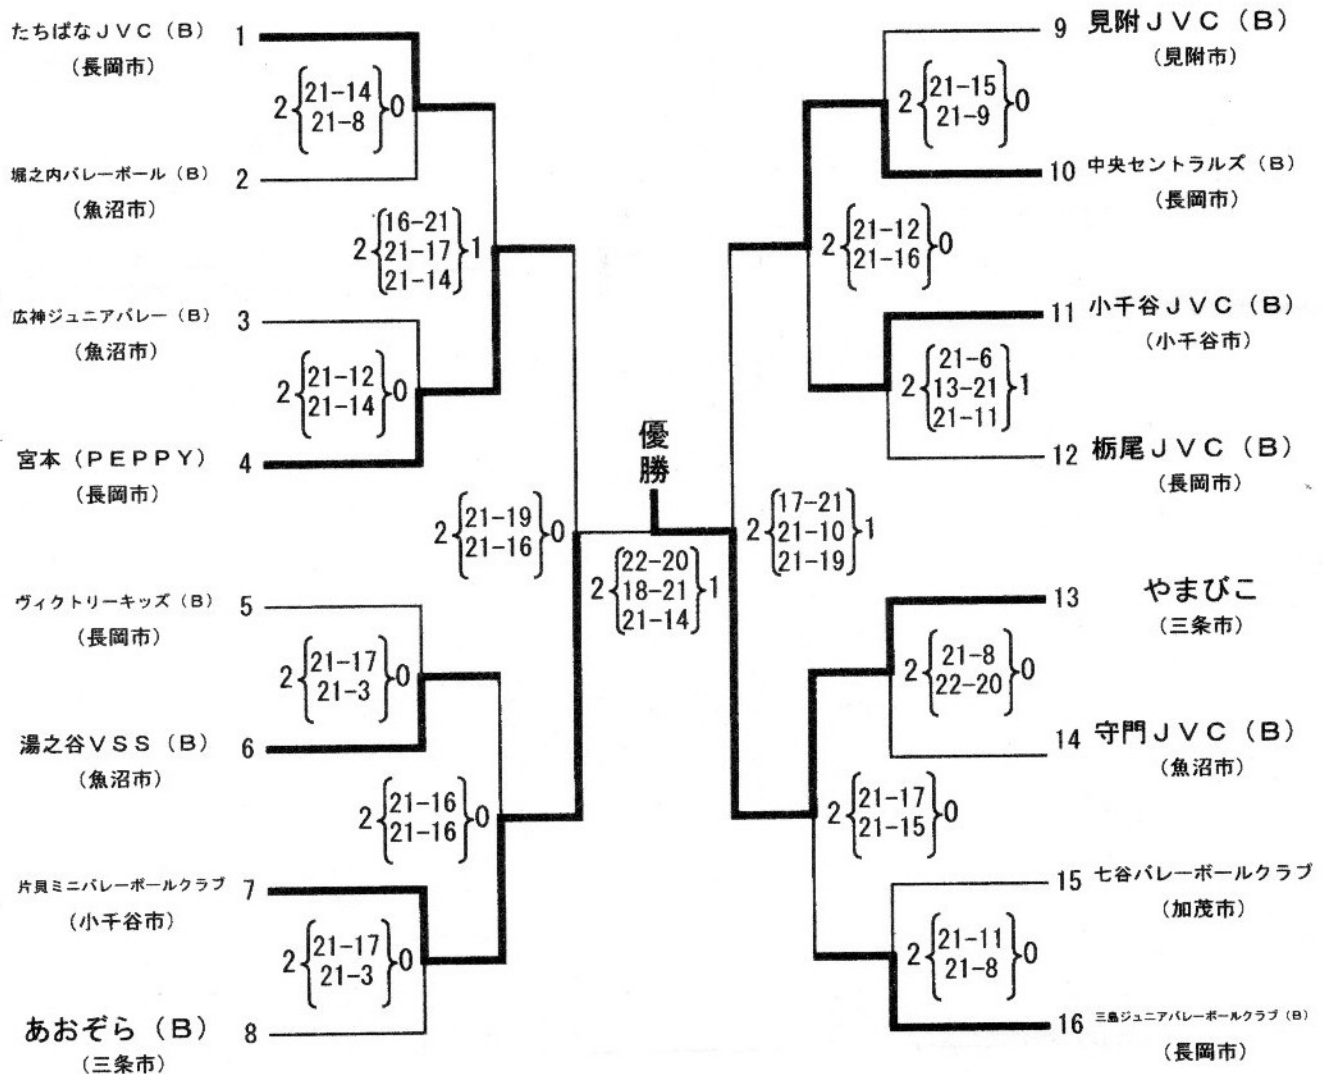 たちばなJVC（B） 1
（長岡市）
2 21-14 0
21-8
堀之内バレーボール（B） 2
（魚沼市）
2 16-21 1
21-17
21-14
広神ジュニアバレー（B） 3
（魚沼市）
2 21-12 0
21-14
宮本（PEPPY） 4
（長岡市）
2 21-19 0
21-16
ヴィクトリーキッズ（B） 5
（長岡市）
2 21-17 0
21-3
湯之谷VSS（B） 6
（魚沼市）
2 21-16 0
21-16
片貝ミニバレーボールクラブ 7
（小千谷市）
2 21-17 0
21-3
あおぞら（B） 8
（三条市）
優勝
2 22-20 1
18-21
21-14
9 見附JVC（B）
（見附市）
2 21-15 0
21-9
10 中央セントラルズ（B）
（長岡市）
2 21-12 0
21-16
11 小千谷JVC（B）
（小千谷市）
2 21-6 1
13-21
21-11
12 栃尾JVC（B）
（長岡市）
2 17-21 1
21-10
21-19
13 やまびこ
（三条市）
2 21-8 0
22-20
14 守門JVC（B）
（魚沼市）
2 21-17 0
21-15
15 七谷バレーボールクラブ
（加茂市）
2 21-11 0
21-8
16 三島ジュニアバレーボールクラブ（B）
（長岡市）